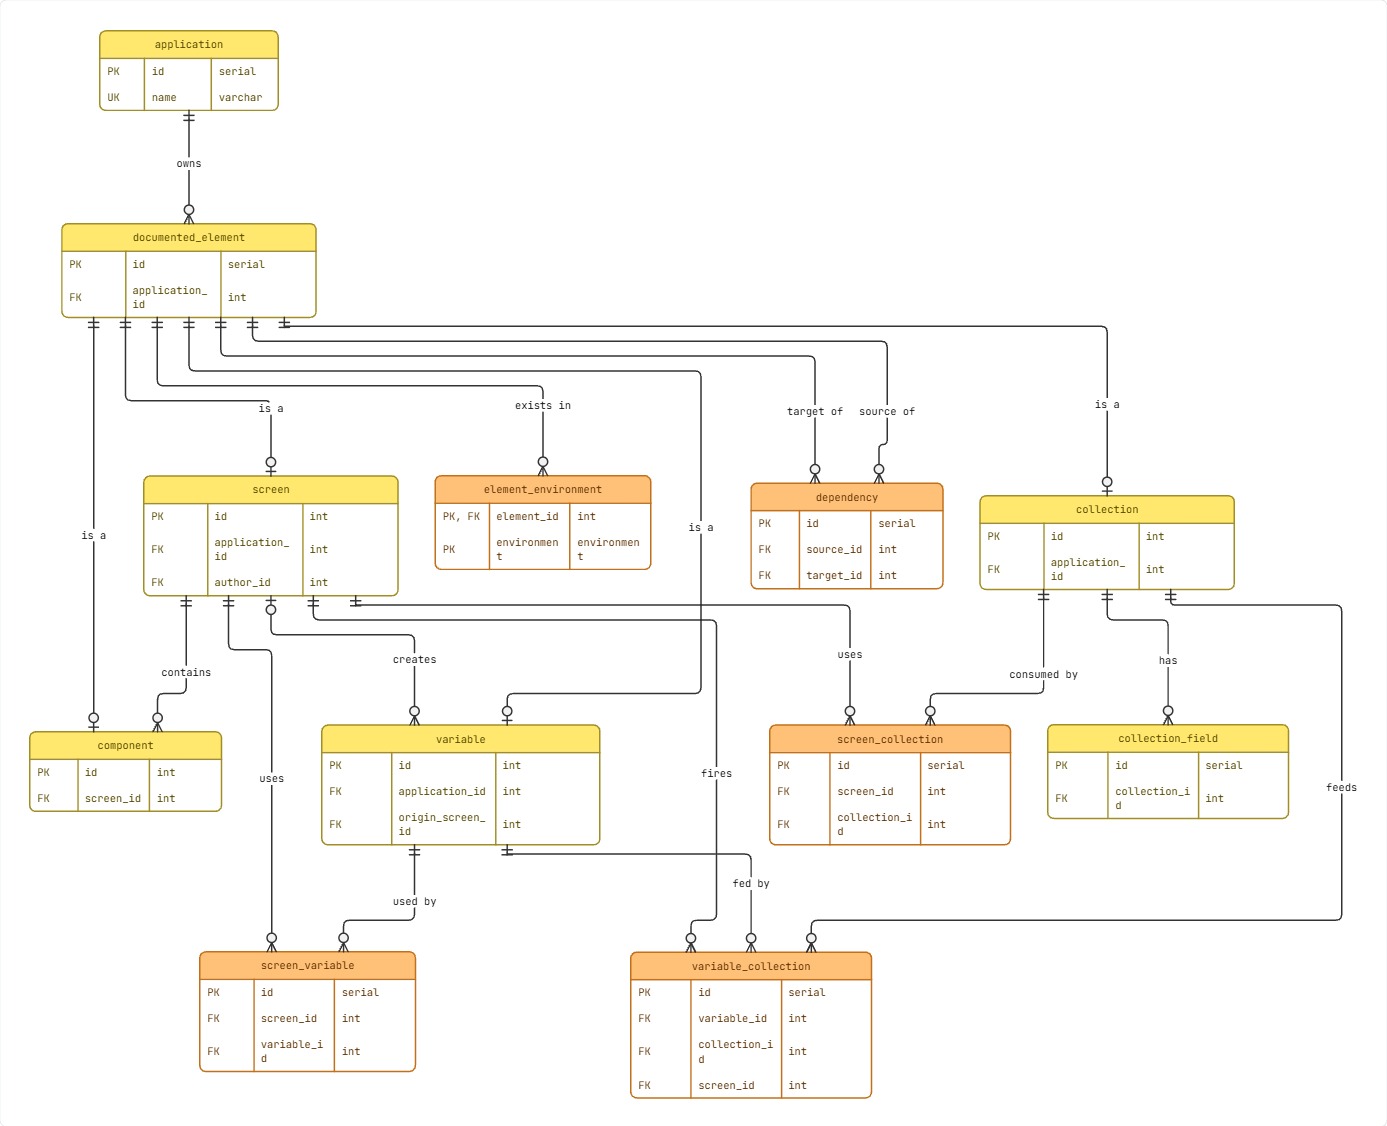 application
PK id serial
UK name varchar
owns
documented_element
PK id serial
FK application_
id int
is a
exists in
target of
source of
is a
screen
PK id int
FK application_
id int
FK author_id int
element_environment
PK, FK element_id int
PK environmen
t environmen
t
dependency
PK id serial
FK source_id int
FK target_id int
collection
PK id int
FK application_
id int
is a
is a
contains
creates
uses
consumed by
has
component
PK id int
FK screen_id int
uses
variable
PK id int
FK application_id int
FK origin_screen_
id int
fires
screen_collection
PK id serial
FK screen_id int
FK collection_i
d int
collection_field
PK id serial
FK collection_i
d int
feeds
used by
fed by
screen_variable
PK id serial
FK screen_id int
FK variable_i
d int
variable_collection
PK id serial
FK variable_id int
FK collection_i
d int
FK screen_id int